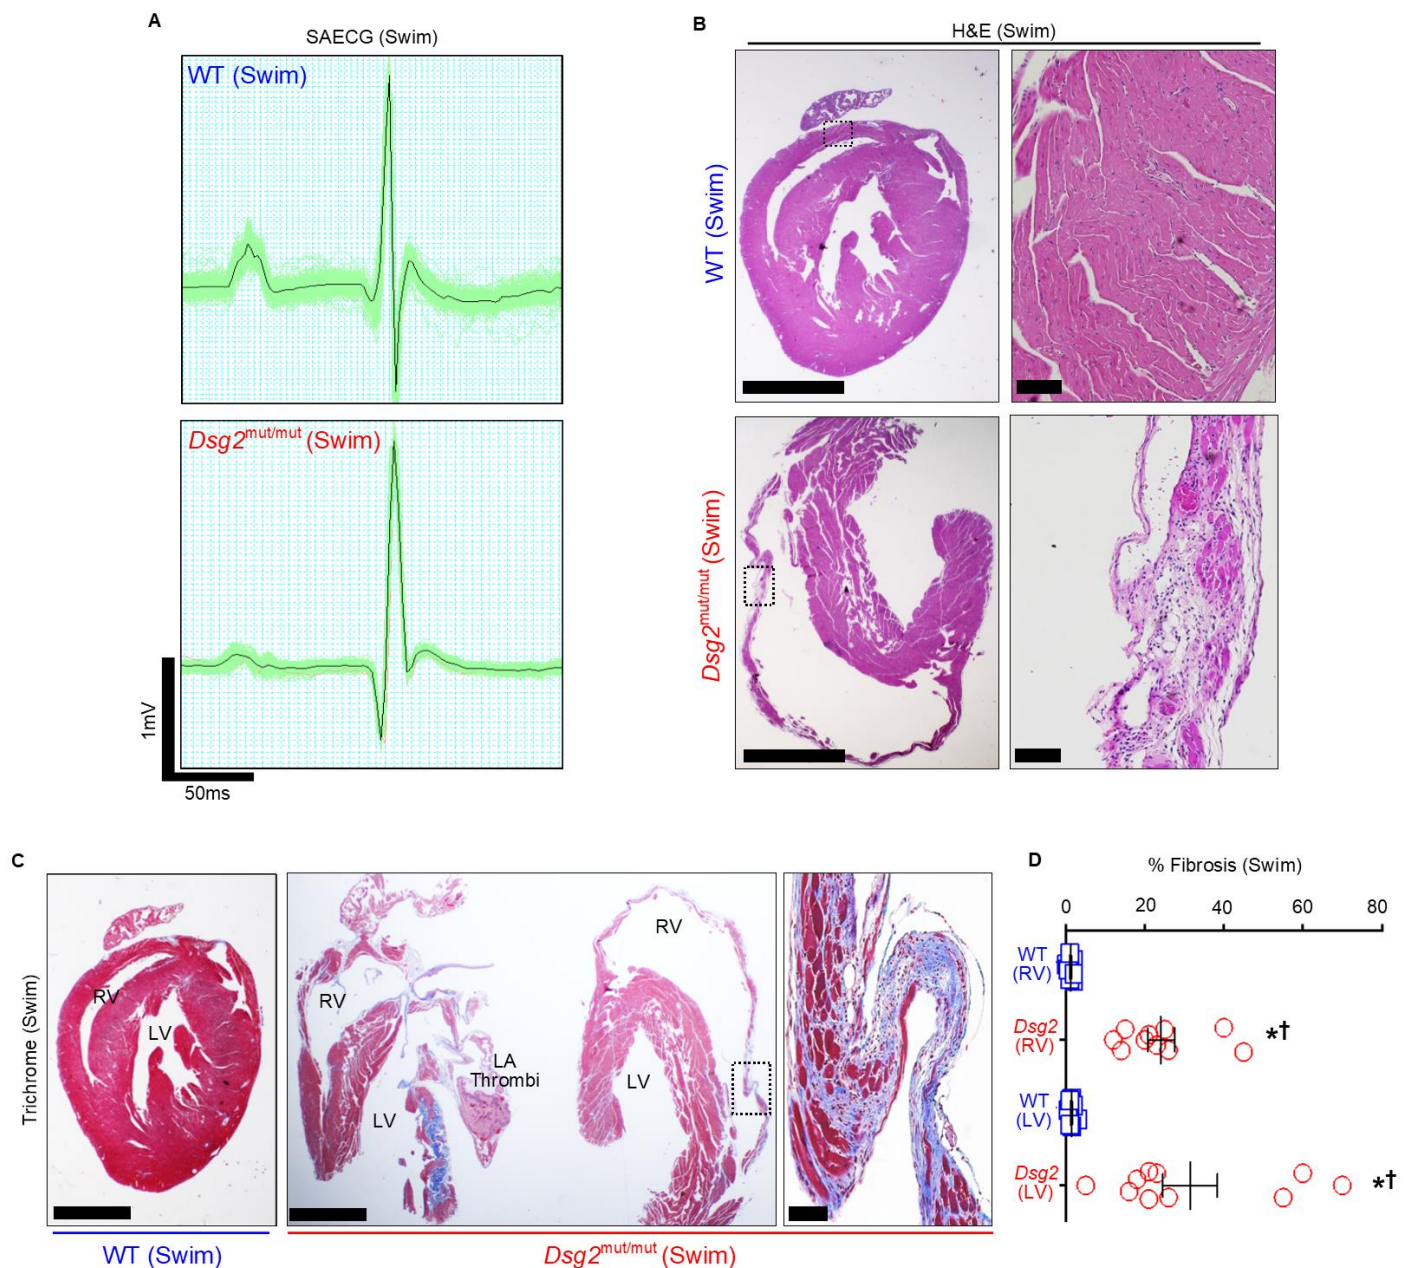 A
SAECG (Swim)
WT (Swim)
Dsg2mut/mut (Swim)
1mV
50ms
B
H&E (Swim)
WT (Swim)
Dsg2mut/mut (Swim)
C
Trichrome (Swim)
RV
LV
RV
LV
LA
Thrombi
RV
LV
WT (Swim)
Dsg2mut/mut (Swim)
D
% Fibrosis (Swim)
0 20 40 60 80
WT
(RV)
Dsg2
(RV)
*†
WT
(LV)
Dsg2
(LV)
*†